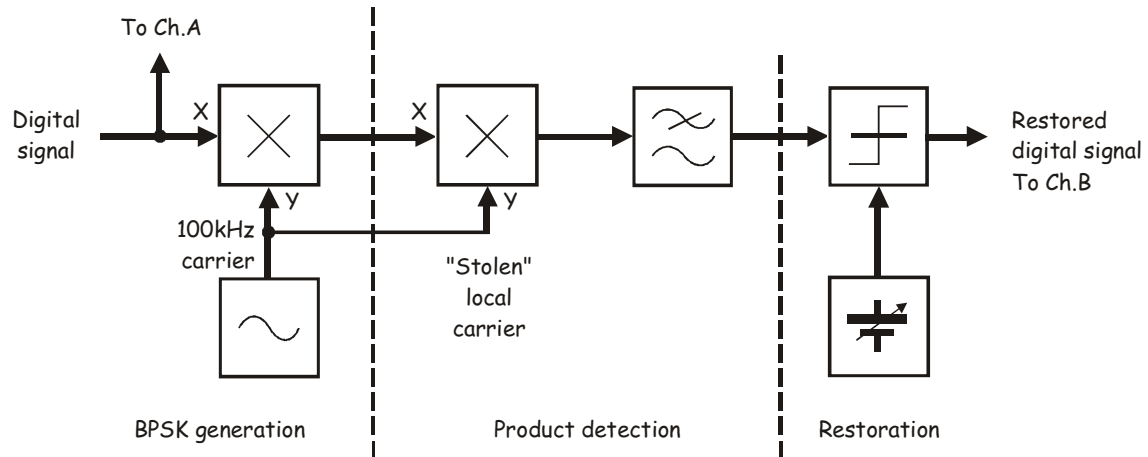 To Ch.A
Digital
signal
X
Y
100kHz
carrier
X
Y
"Stolen"
local
carrier
Restored
digital signal
To Ch.B
BPSK generation
Product detection
Restoration